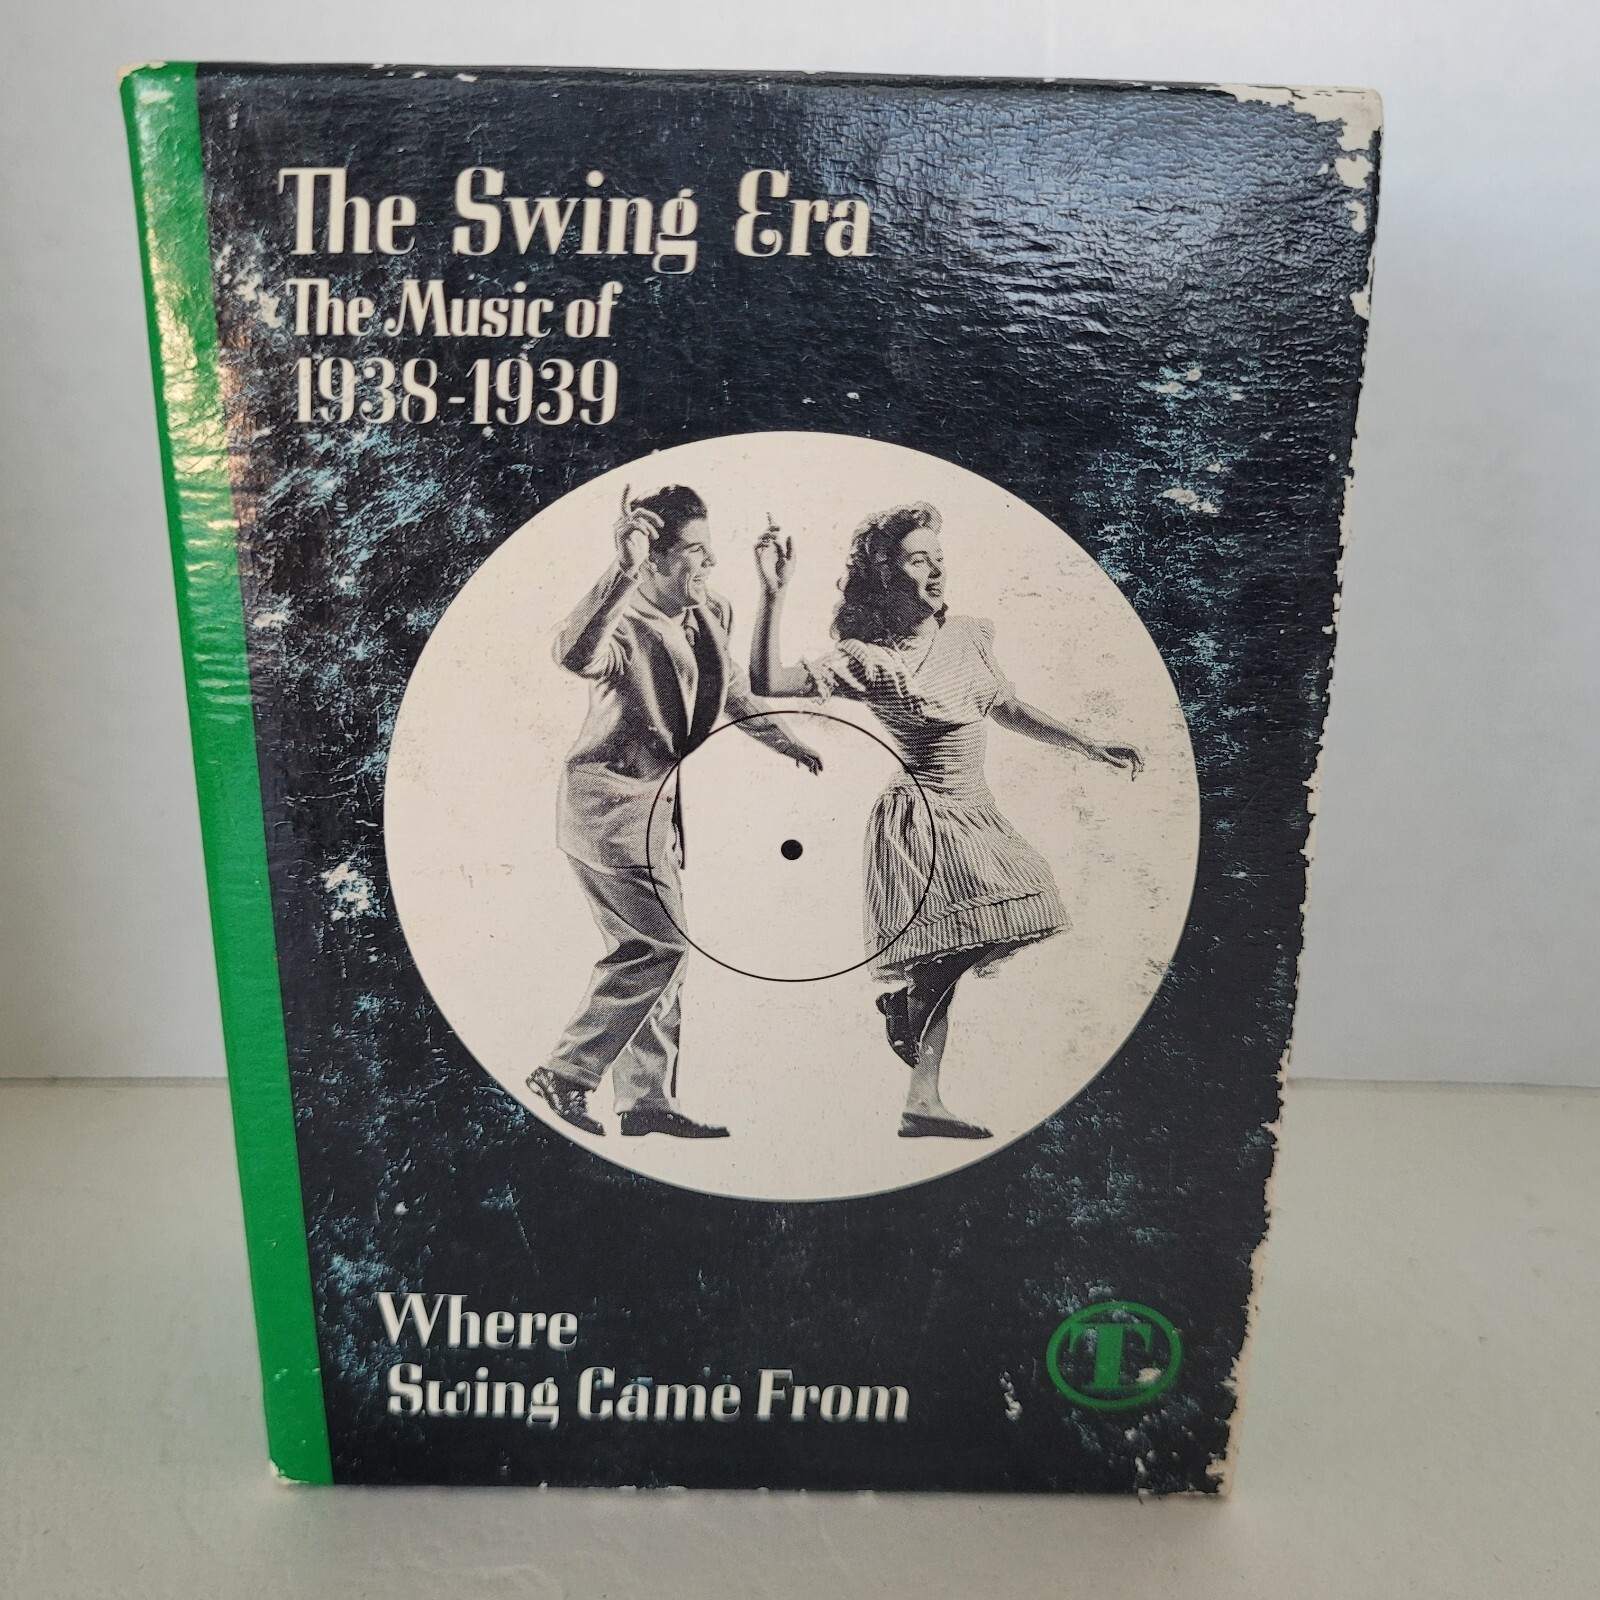 The Swing Era
The Music of
1938-1939
Where
Swing Came From
T